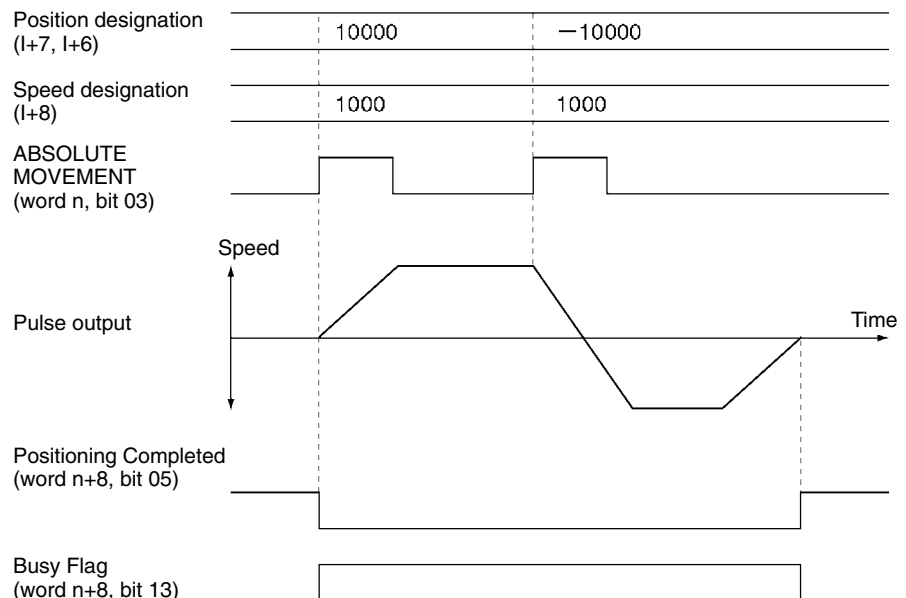 Position designation
(I+7, I+6)
10000
−10000
Speed designation
(I+8)
1000
1000
ABSOLUTE
MOVEMENT
(word n, bit 03)
Speed
Pulse output
Time
Positioning Completed
(word n+8, bit 05)
Busy Flag
(word n+8, bit 13)